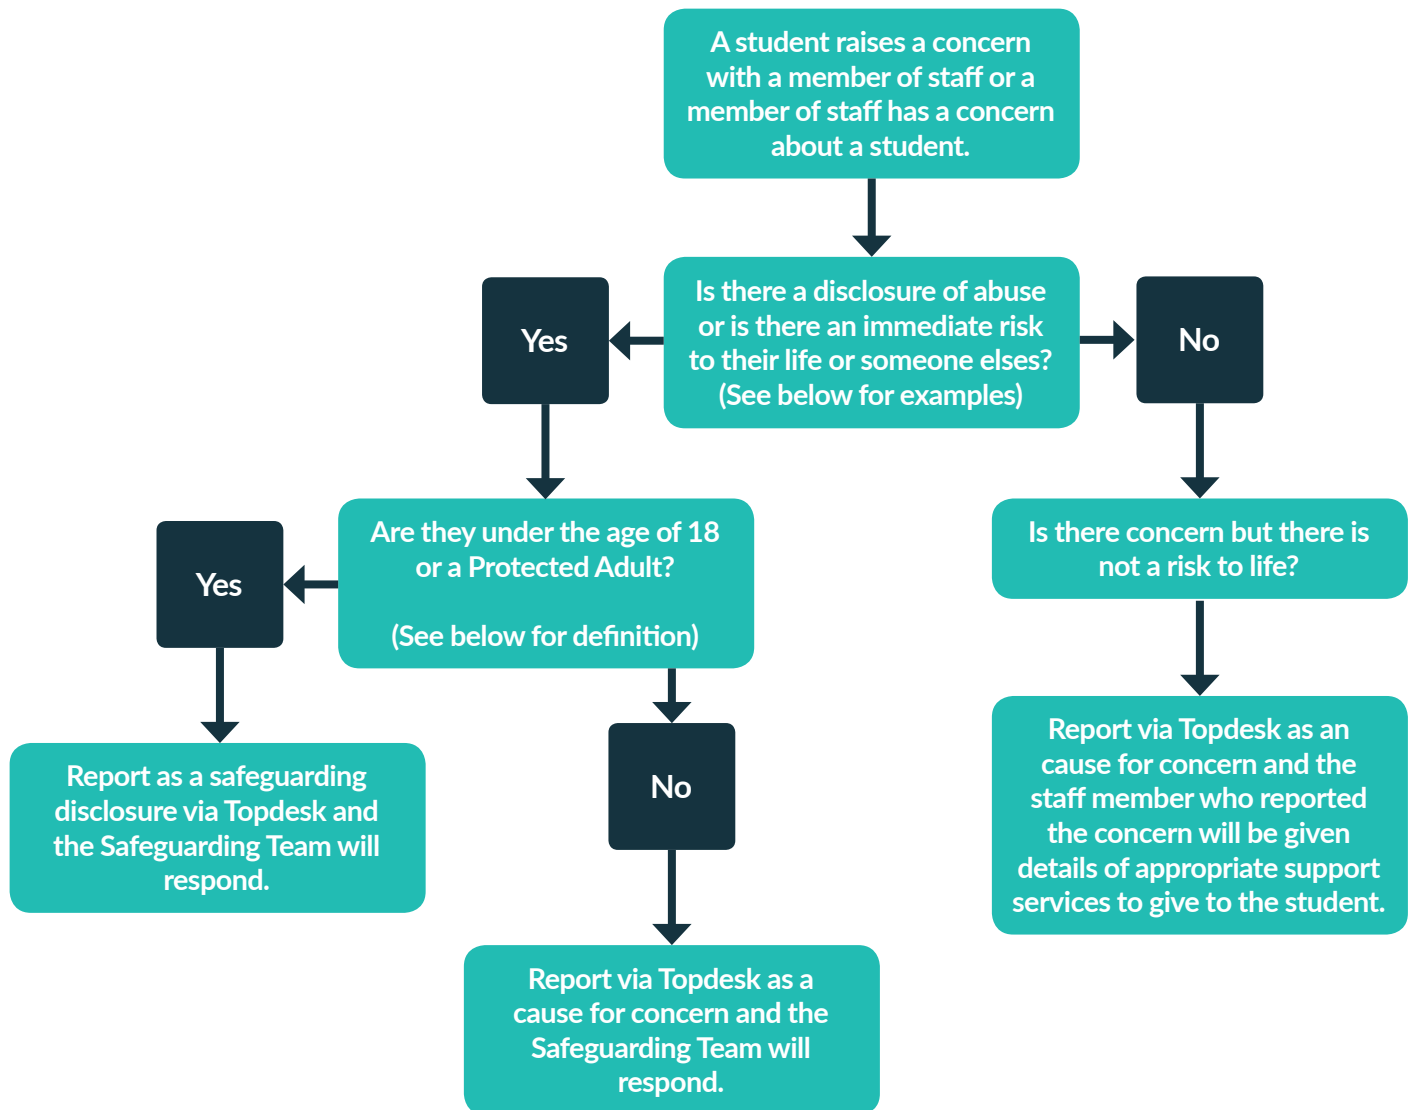 A student raises a concern
with a member of staff or a
member of staff has a concern
about a student.
Is there a disclosure of abuse
or is there an immediate risk
to their life or someone elses?
(See below for examples)
Yes
No
Are they under the age of 18
or a Protected Adult?
(See below for definition)
Is there concern but there is
not a risk to life?
Yes
Report as a safeguarding
disclosure via Topdesk and
the Safeguarding Team will
respond.
No
Report via Topdesk as an
cause for concern and the
staff member who reported
the concern will be given
details of appropriate support
services to give to the student.
Report via Topdesk as a
cause for concern and the
Safeguarding Team will
respond.